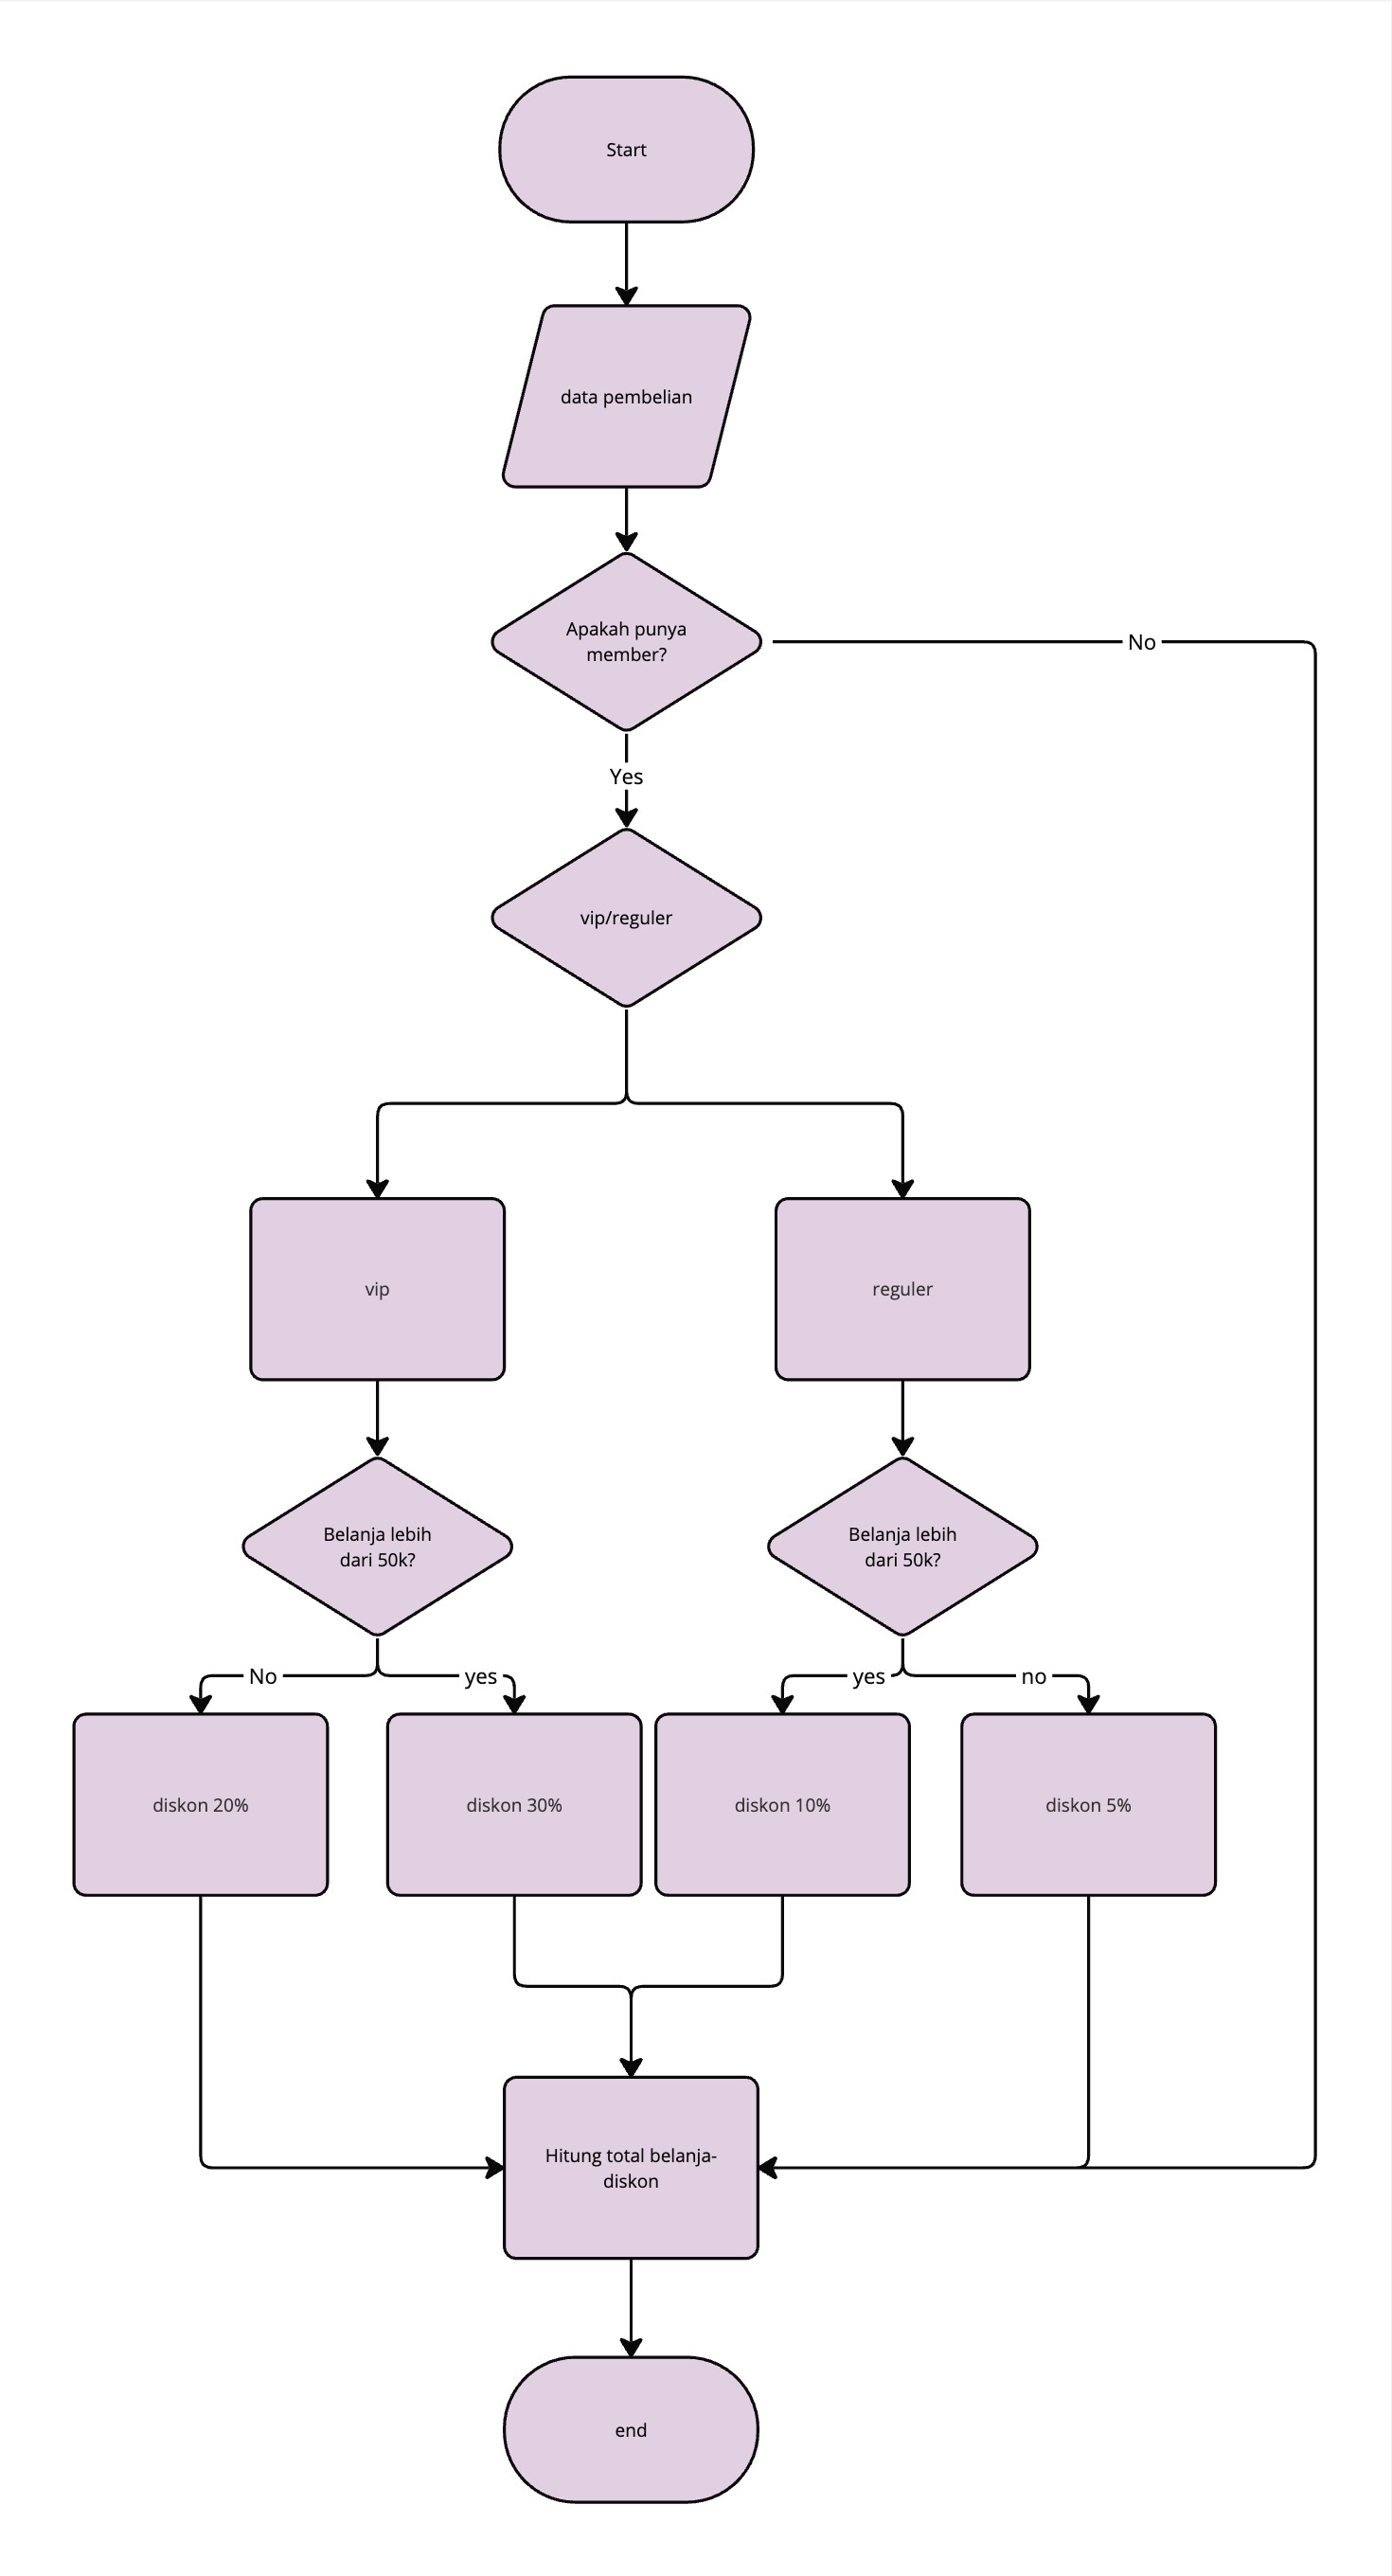 Start
data pembelian
Apakah punya
member?
No
Yes
vip/reguler
vip
reguler
Belanja lebih
dari 50k?
Belanja lebih
dari 50k?
No
yes
yes
no
diskon 20%
diskon 30%
diskon 10%
diskon 5%
Hitung total belanja-
diskon
end